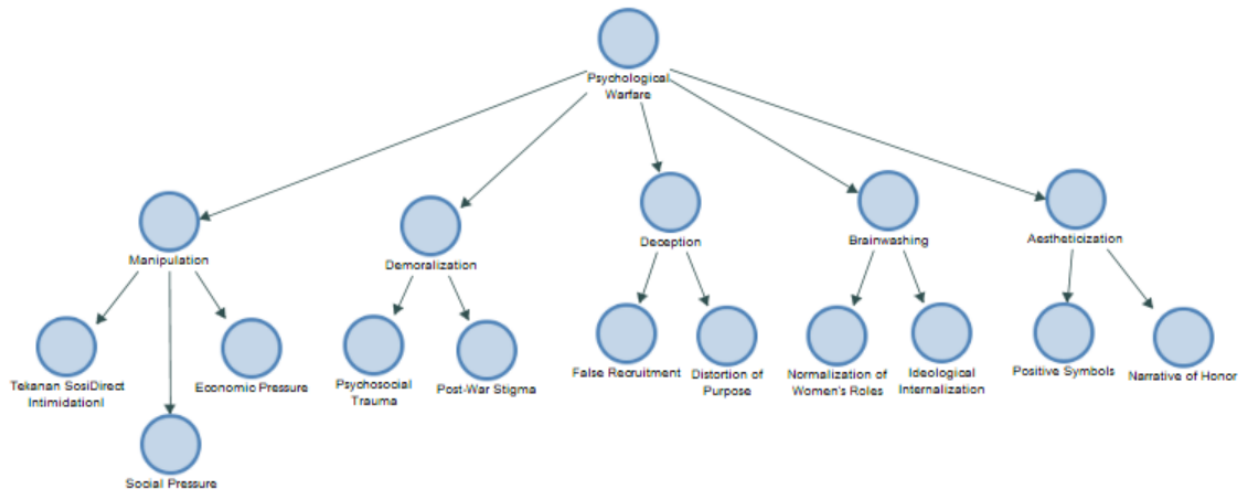 Psychological
Warfare
Manipulation
Demoralization
Deception
Brainwashing
Aestheticization
Tekanan SosiDirect
Intimidationl
Social Pressure
Economic Pressure
Psychosocial
Trauma
Post-War Stigma
False Recruitment
Distortion of
Purpose
Normalization of
Women's Roles
Ideological
Internalization
Positive Symbols
Narrative of Honor